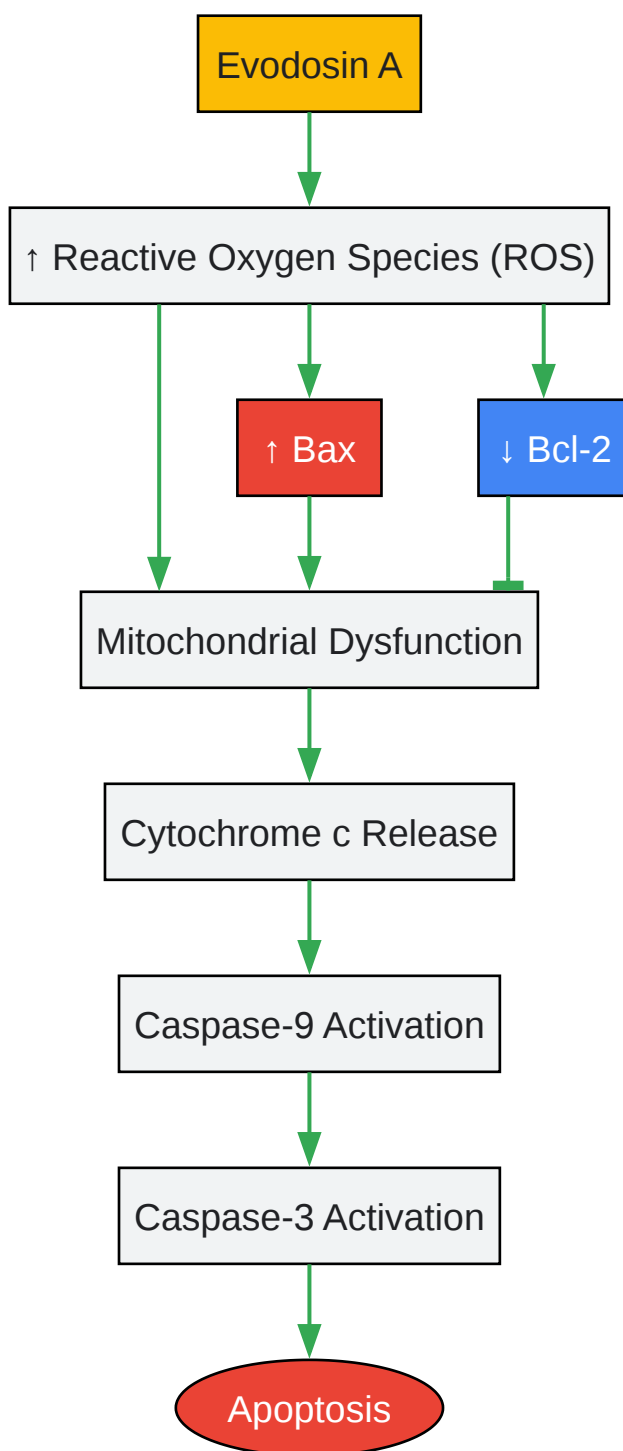 Evodosin A
↑ Reactive Oxygen Species (ROS)
↑ Bax
↓ Bcl-2
Mitochondrial Dysfunction
Cytochrome c Release
Caspase-9 Activation
Caspase-3 Activation
Apoptosis